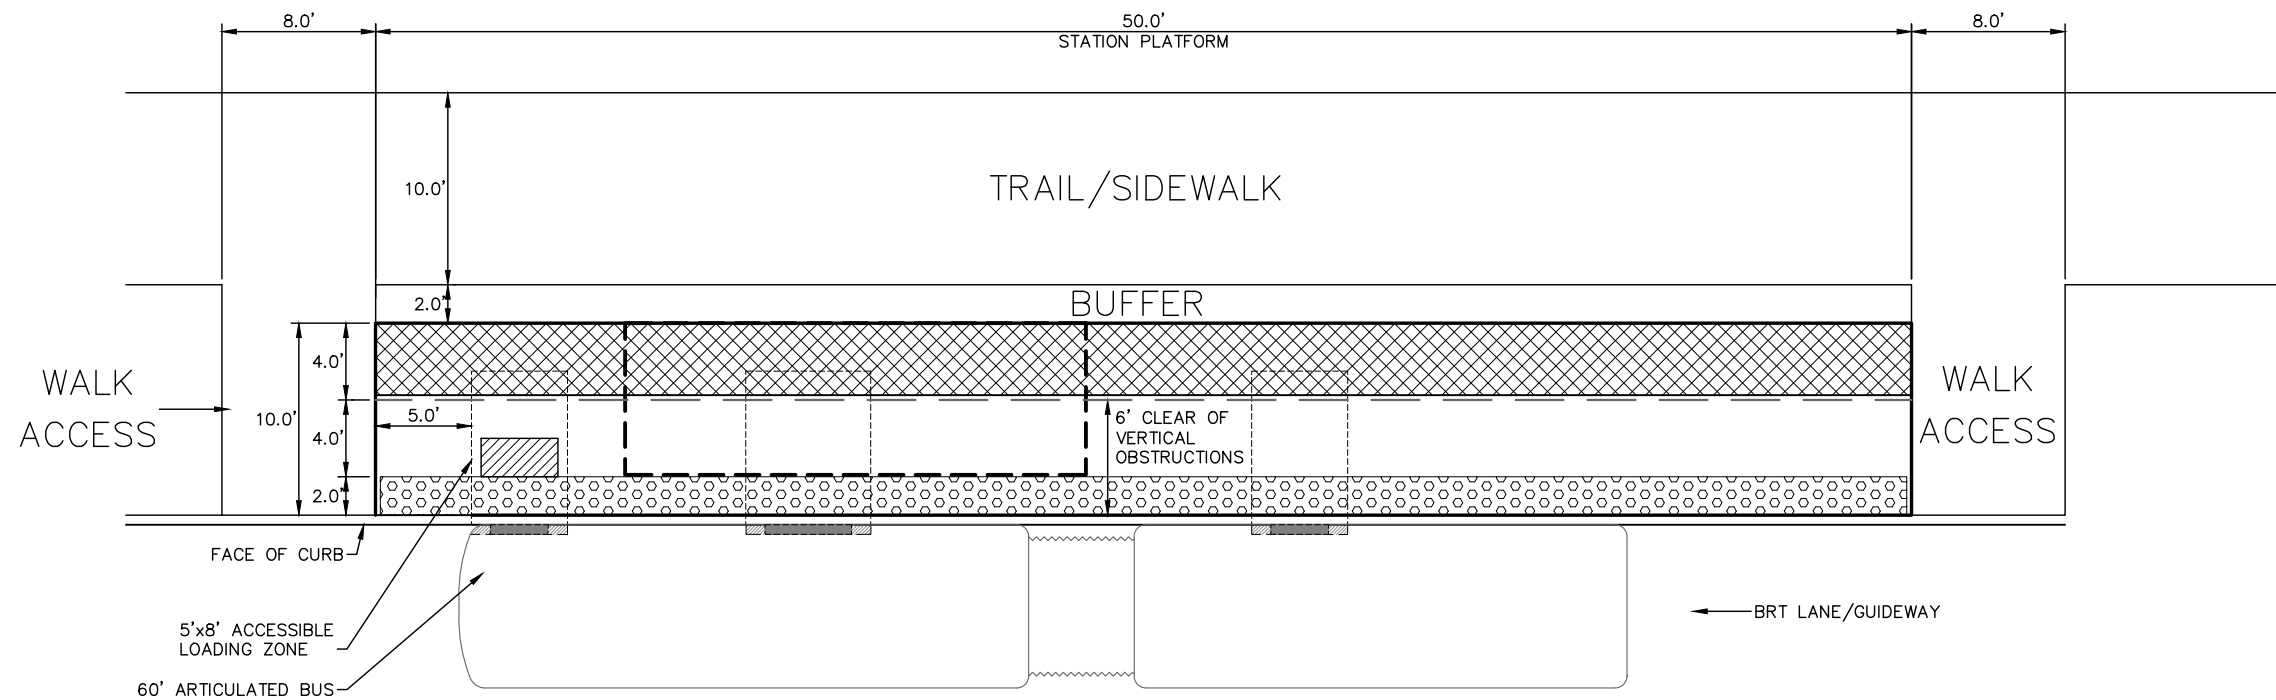 8.0'
50.0'
8.0'
STATION PLATFORM
10.0'
TRAIL/SIDEWALK
2.0'
BUFFER
4.0'
WALK
ACCESS
10.0'
5.0'
4.0'
6' CLEAR OF
VERTICAL
OBSTRUCTIONS
WALK
ACCESS
2.0'
FACE OF CURB
5'x8' ACCESSIBLE
LOADING ZONE
BRT LANE/GUIDEWAY
60' ARTICULATED BUS